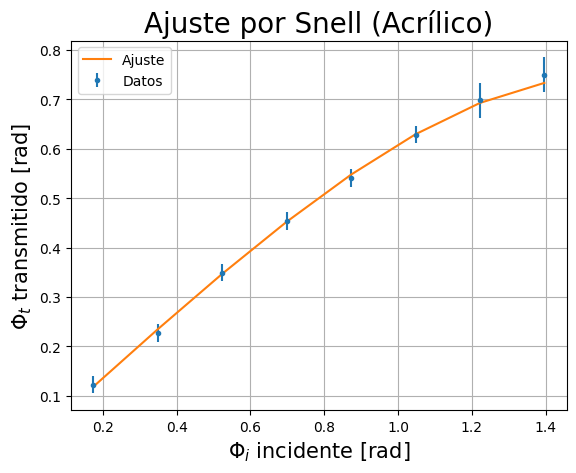 Ajuste por Snell (Acrílico)
Ajuste
Datos
Φt transmitido [rad]
0.8
0.7
0.6
0.5
0.4
0.3
0.2
0.1
0.2 0.4 0.6 0.8 1.0 1.2 1.4
Φi incidente [rad]